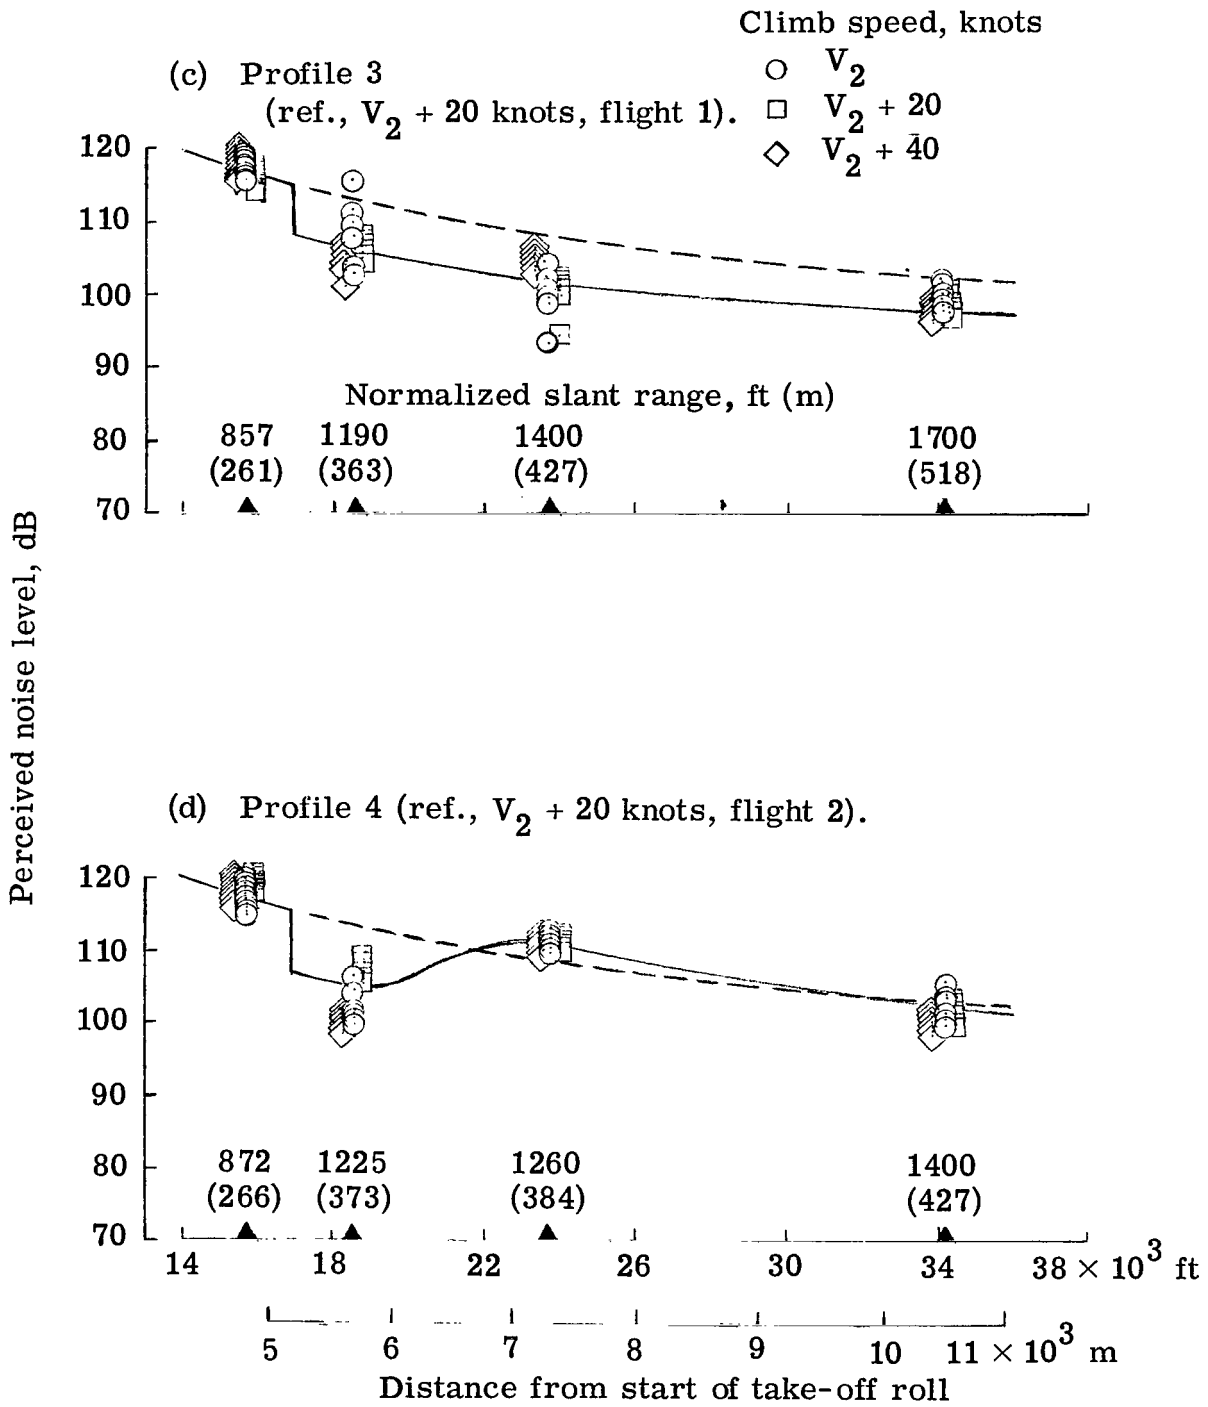 Climb speed, knots
V2
V2 + 20
V2 + 40
(c) Profile 3
(ref., V2 + 20 knots, flight 1).
120
110
100
90
80
70
Normalized slant range, ft (m)
857 1190 1400 1700
(261) (363) (427) (518)
Perceived noise level, dB
(d) Profile 4 (ref., V2 + 20 knots, flight 2).
120
110
100
90
80
70
872 1225 1260 1400
(266) (373) (384) (427)
14 18 22 26 30 34 38 × 10³ ft
5 6 7 8 9 10 11 × 10³ m
Distance from start of take-off roll